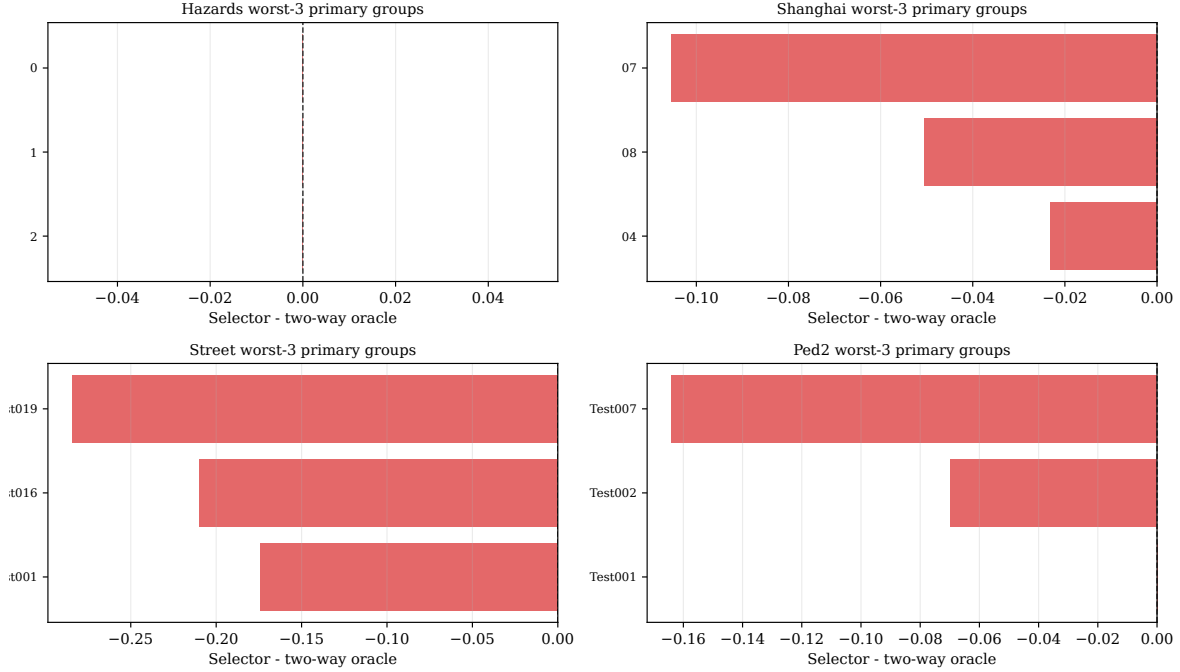 Hazards worst-3 primary groups
0
1
2
−0.04 −0.02 0.00 0.02 0.04
Selector - two-way oracle
Shanghai worst-3 primary groups
07
08
04
−0.10 −0.08 −0.06 −0.04 −0.02 0.00
Selector - two-way oracle
Street worst-3 primary groups
st019
st016
st001
−0.25 −0.20 −0.15 −0.10 −0.05 0.00
Selector - two-way oracle
Ped2 worst-3 primary groups
Test007
Test002
Test001
−0.16 −0.14 −0.12 −0.10 −0.08 −0.06 −0.04 −0.02 0.00
Selector - two-way oracle